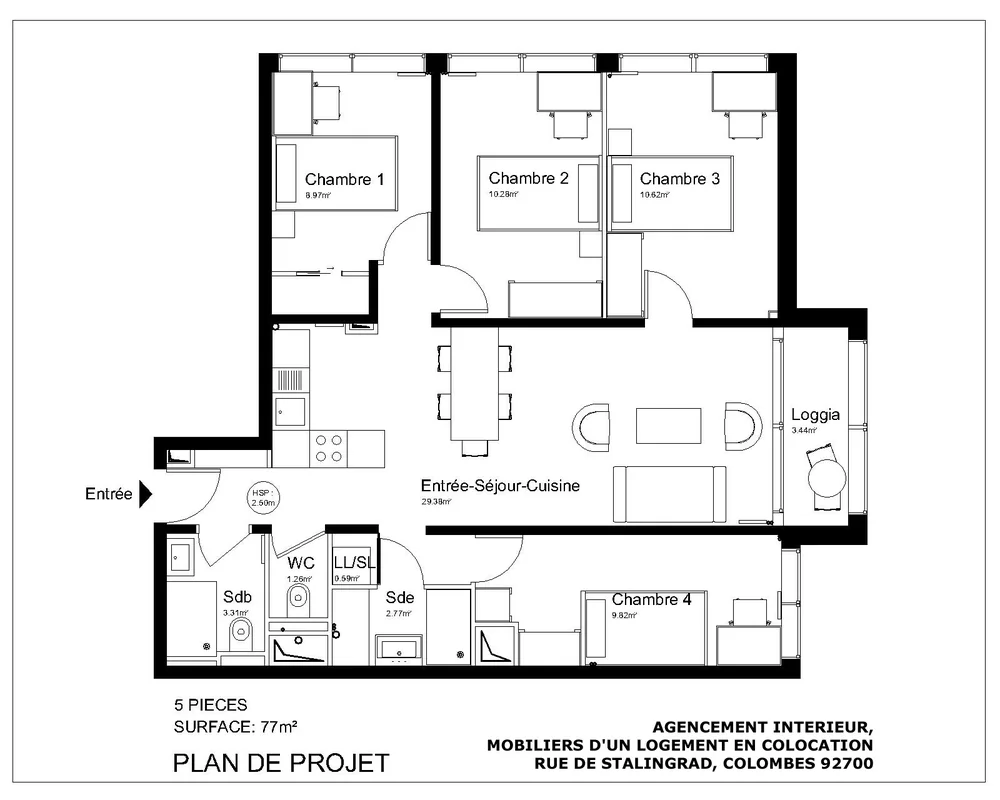 Chambre 1
8.97m²
Chambre 2
10.28m²
Chambre 3
10.62m²
Loggia
3.44m²
Entrée
HSP :
2.50m
Entrée-Séjour-Cuisine
29.38m²
WC
1.26m²
LL/SL
0.59m²
Sdb
3.31m²
Sde
2.77m²
Chambre 4
9.82m²
5 PIECES
SURFACE: 77m²
PLAN DE PROJET
AGENCEMENT INTERIEUR,
MOBILIERS D'UN LOGEMENT EN COLOCATION
RUE DE STALINGRAD, COLOMBES 92700